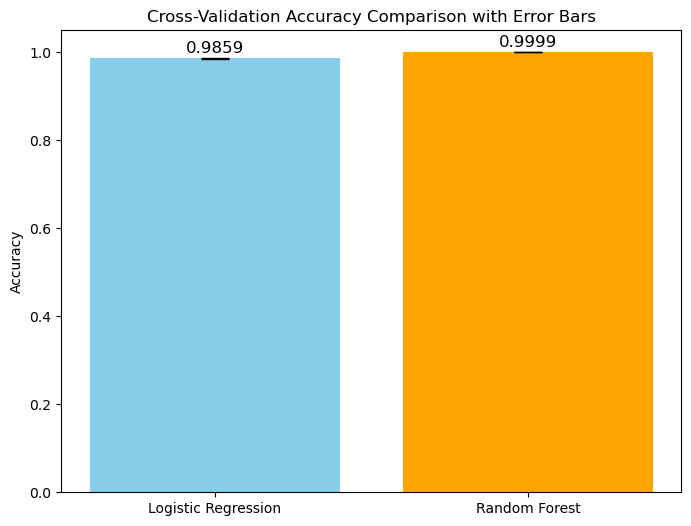 Cross-Validation Accuracy Comparison with Error Bars
0.9859
0.9999
1.0
0.8
0.6
0.4
0.2
0.0
Accuracy
Logistic Regression
Random Forest